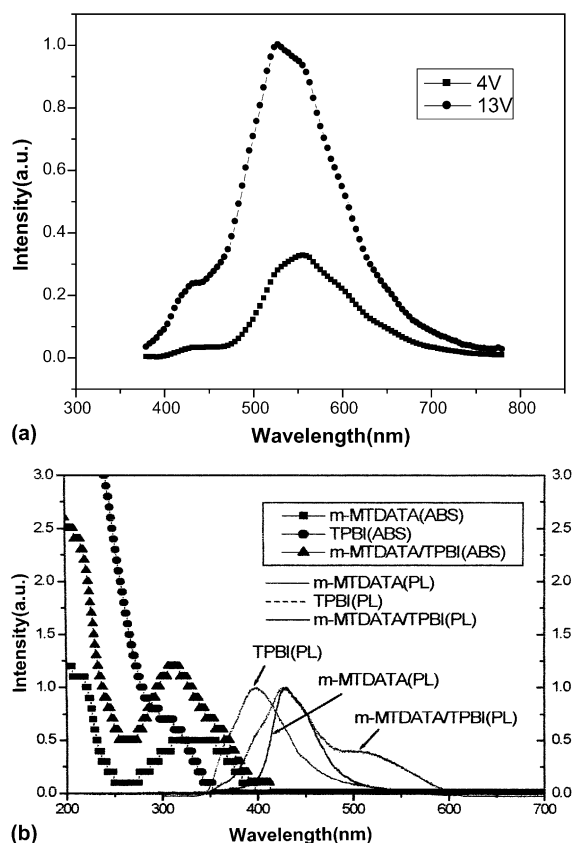 1.0
0.8
0.6
0.4
0.2
0.0
Intensity(a.u.)
4V
13V
300 400 500 600 700 800
Wavelength(nm)
(a)
3.0 3.0
2.5 2.5
2.0 2.0
1.5 1.5
1.0 1.0
0.5 0.5
0.0 0.0
Intensity(a.u.)
m-MTDATA(ABS)
TPBI(ABS)
m-MTDATA/TPBI(ABS)
m-MTDATA(PL)
TPBI(PL)
m-MTDATA/TPBI(PL)
TPBI(PL)
m-MTDATA(PL)
m-MTDATA/TPBI(PL)
200 300 400 500 600 700
Wavelength(nm)
(b)